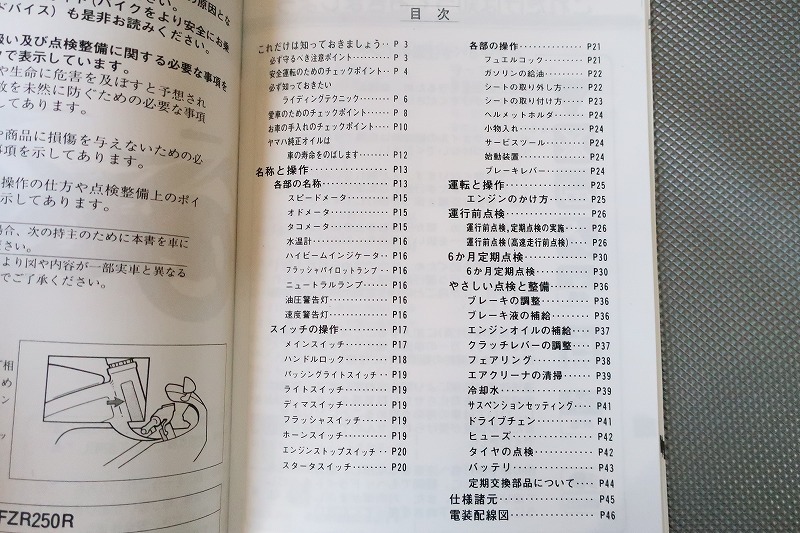 の原因とな
バイクをより安全にお乗
ドバイス）も是非お読みください。
扱い及び点検整備に関する必要な事項を
で表示しています。
や生命に危害を及ぼすと予想され
故を未然に防ぐための必要な事項
してあります。
や商品に損傷を与えないための必
事項を示してあります。
操作の仕方や点検整備上のポイ
示してあります。
場合、次の持主のために本書を車に
ださい。
より図や内容が一部実車と異なる
でご了承ください。
FZR250R
目 次
これだけは知っておきましょう‥ P 3
必ず守るべき注意ポイント‥‥‥ P 3
安全運転のためのチェックポイント‥‥ P 4
必ず知っておきたい
ライディングテクニック‥‥‥ P 6
愛車のためのチェックポイント‥‥ P 8
お車の手入れのチェックポイント‥‥ P 10
ヤマハ純正オイルは
車の寿命をのばします‥‥‥‥ P12
名称と操作‥‥‥‥‥‥‥‥ P13
各部の名称‥‥‥‥‥‥‥‥ P13
スピードメータ‥‥‥‥‥‥ P15
オドメータ‥‥‥‥‥‥‥‥ P15
タコメータ‥‥‥‥‥‥‥‥ P15
水温計‥‥‥‥‥‥‥‥‥‥ P16
ハイビームインジケータ‥‥ P16
フラッシャパイロットランプ‥‥ P16
ニュートラルランプ‥‥‥‥ P16
油圧警告灯‥‥‥‥‥‥‥‥ P16
速度警告灯‥‥‥‥‥‥‥‥ P16
スイッチの操作‥‥‥‥‥‥ P17
メインスイッチ‥‥‥‥‥‥ P17
ハンドルロック‥‥‥‥‥‥ P18
パッシングライトスイッチ‥‥ P19
ライトスイッチ‥‥‥‥‥‥ P19
ディマスイッチ‥‥‥‥‥‥ P19
フラッシャスイッチ‥‥‥‥ P19
ホーンスイッチ‥‥‥‥‥‥ P19
エンジンストップスイッチ‥‥ P20
スタータスイッチ‥‥‥‥‥ P20
各部の操作‥‥‥‥‥‥‥‥ P21
フュエルコック‥‥‥‥‥‥ P21
ガソリンの給油‥‥‥‥‥‥ P22
シートの取り外し方‥‥‥‥ P22
シートの取り付け方‥‥‥‥ P23
ヘルメットホルダ‥‥‥‥‥ P24
小物入れ‥‥‥‥‥‥‥‥‥ P24
サービスツール‥‥‥‥‥‥ P24
始動装置‥‥‥‥‥‥‥‥‥ P24
ブレーキレバー‥‥‥‥‥‥ P24
運転と操作‥‥‥‥‥‥‥‥ P25
エンジンのかけ方‥‥‥‥‥ P25
運行前点検‥‥‥‥‥‥‥‥ P26
運行前点検､定期点検の実施‥‥ P26
運行前点検(高速走行前点検)‥‥ P26
6か月定期点検‥‥‥‥‥‥ P30
6か月定期点検‥‥‥‥‥‥ P30
やさしい点検と整備‥‥‥‥ P36
ブレーキの調整‥‥‥‥‥‥ P36
ブレーキ液の補給‥‥‥‥‥ P36
エンジンオイルの補給‥‥‥ P37
クラッチレバーの調整‥‥‥ P37
フェアリング‥‥‥‥‥‥‥ P38
エアクリーナの清掃‥‥‥‥ P39
冷却水‥‥‥‥‥‥‥‥‥‥ P39
サスペンションセッティング‥‥ P41
ドライブチェン‥‥‥‥‥‥ P41
ヒューズ‥‥‥‥‥‥‥‥‥ P42
タイヤの点検‥‥‥‥‥‥‥ P42
バッテリ‥‥‥‥‥‥‥‥‥ P43
定期交換部品について‥‥‥ P44
仕様諸元‥‥‥‥‥‥‥‥‥ P45
電装配線図‥‥‥‥‥‥‥‥ P46